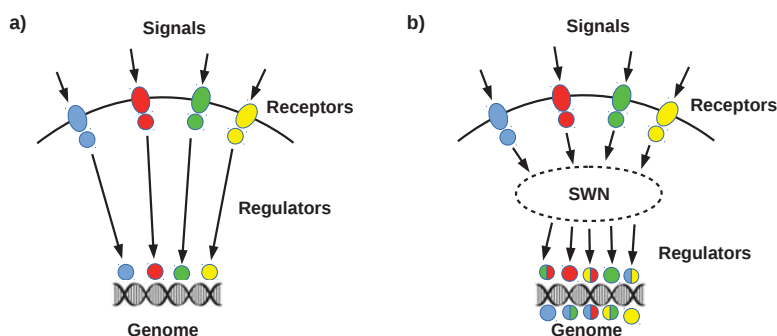 a)
Signals
Receptors
Regulators
Genome
b)
Signals
Receptors
SWN
Regulators
Genome